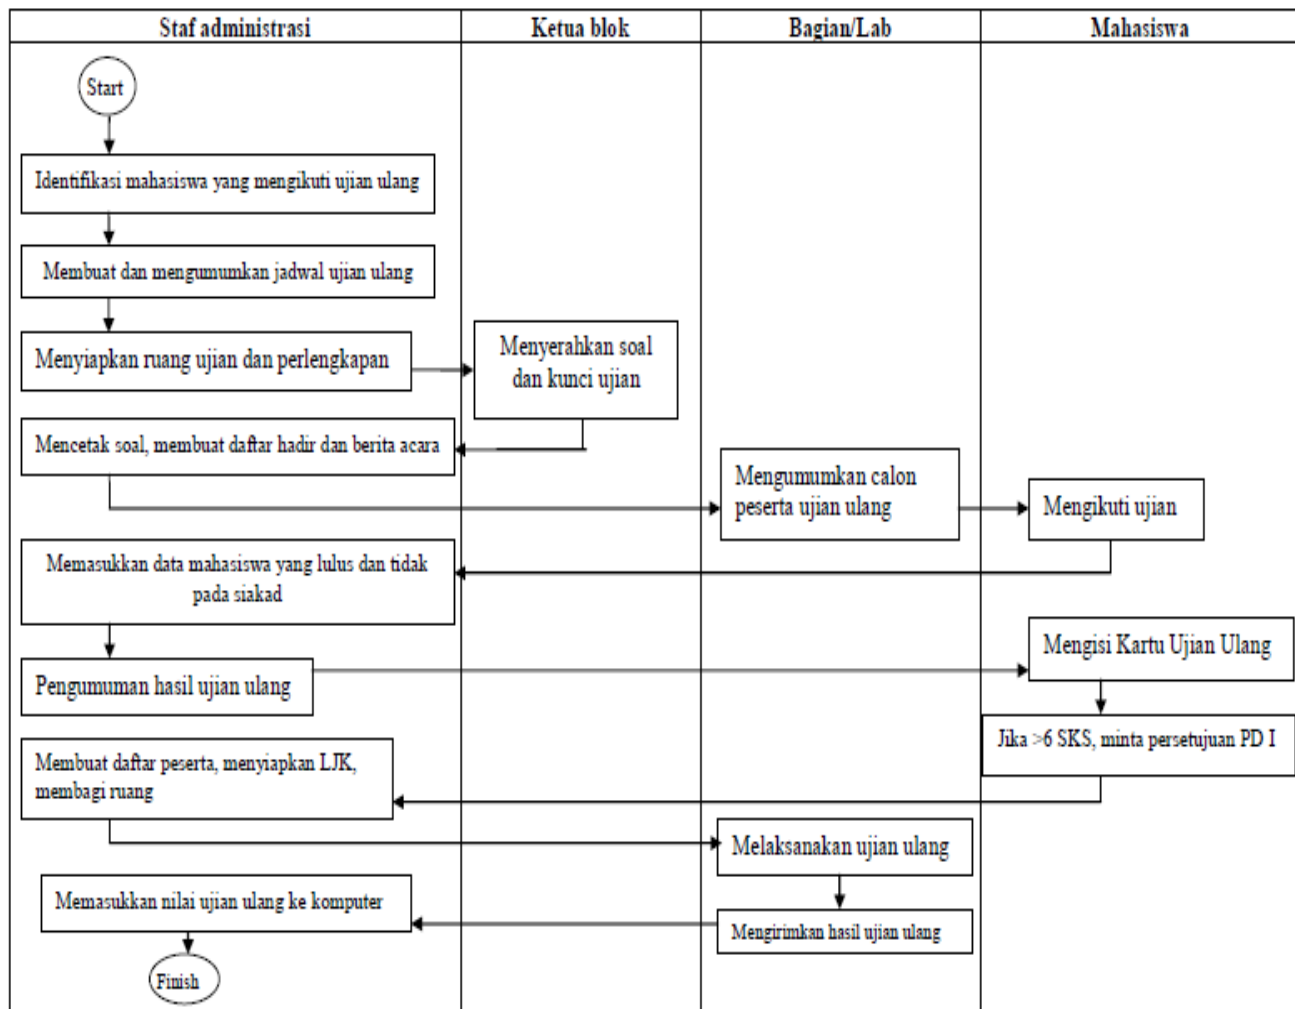 Staf administrasi
Ketua blok
Bagian/Lab
Mahasiswa
Start
Identifikasi mahasiswa yang mengikuti ujian ulang
Membuat dan mengumumkan jadwal ujian ulang
Menyiapkan ruang ujian dan perlengkapan
Menyerahkan soal
dan kunci ujian
Mencetak soal, membuat daftar hadir dan berita acara
Mengumumkan calon
peserta ujian ulang
Mengikuti ujian
Memasukkan data mahasiswa yang lulus dan tidak
pada siakad
Pengumuman hasil ujian ulang
Mengisi Kartu Ujian Ulang
Jika >6 SKS, minta persetujuan PD I
Membuat daftar peserta, menyiapkan LJK,
membagi ruang
Melaksanakan ujian ulang
Memasukkan nilai ujian ulang ke komputer
Mengirimkan hasil ujian ulang
Finish